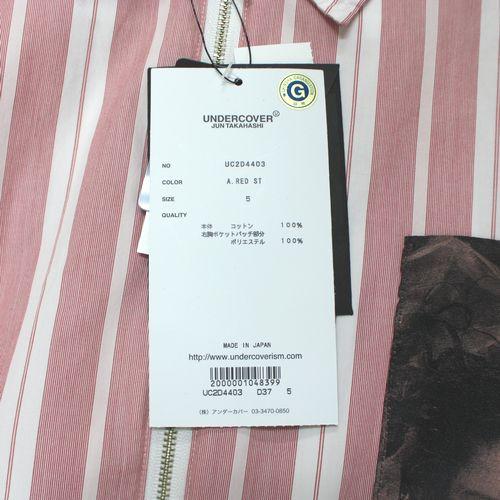 UNDERCOVER
JUN TAKAHASHI
G
NO UC2D4403
COLOR A.RED ST
SIZE 5
QUALITY
本体 コットン 100%
右胸ポケットパッチ部分
ポリエステル 100%
MADE IN JAPAN
http://www.undercoverism.com
2000001048399
UC2D4403 D37 5
(株) アンダーカバー 03-3470-0850